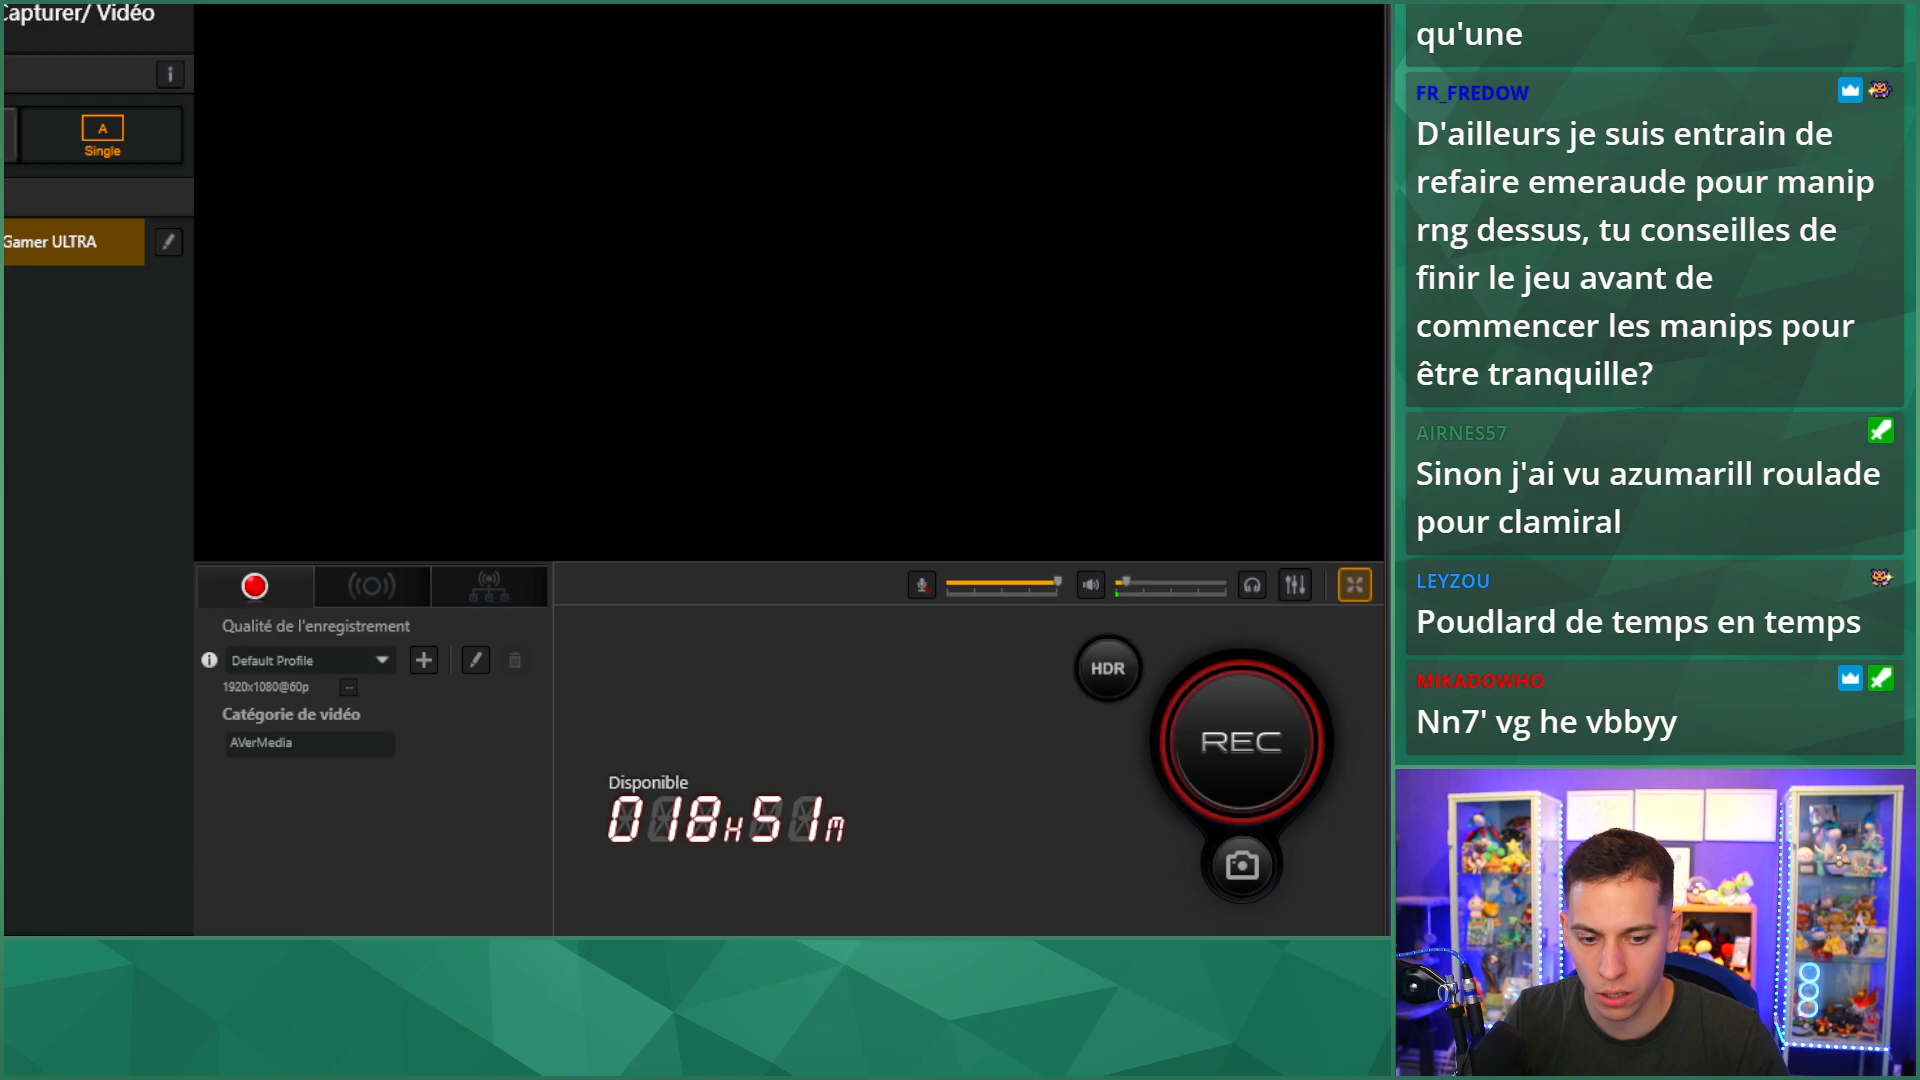 Capturer/ Vidéo
A
Single
Gamer ULTRA
Qualité de l'enregistrement
Default Profile
1920x1080@60p
...
Catégorie de vidéo
AVerMedia
Disponible
018H51M
HDR
REC
qu'une
FR_FREDOW
D'ailleurs je suis entrain de
refaire emeraude pour manip
rng dessus, tu conseilles de
finir le jeu avant de
commencer les manips pour
être tranquille?
AIRNES57
Sinon j'ai vu azumarill roulade
pour clamiral
LEYZOU
Poudlard de temps en temps
MIKADOWHO
Nn7' vg he vbbyy